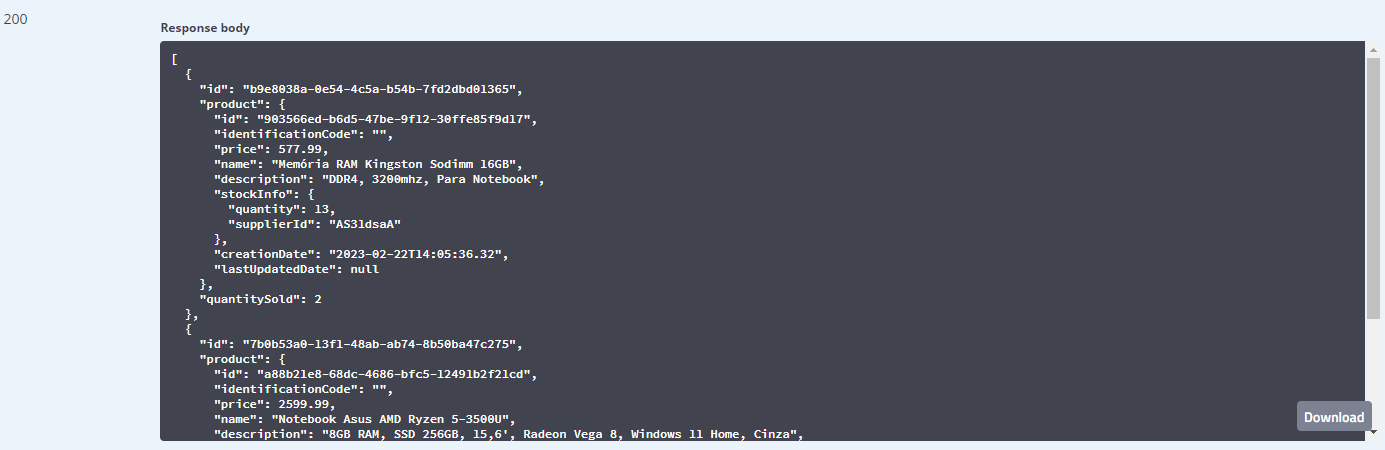 200
Response body
[
  {
    "id": "b9e8038a-0e54-4c5a-b54b-7fd2dbd01365",
    "product": {
      "id": "903566ed-b6d5-47be-9f12-30ffe85f9d17",
      "identificationCode": "",
      "price": 577.99,
      "name": "Memória RAM Kingston Sodimm 16GB",
      "description": "DDR4, 3200mhz, Para Notebook",
      "stockInfo": {
        "quantity": 13,
        "supplierId": "AS31dsaA"
      },
      "creationDate": "2023-02-22T14:05:36.32",
      "lastUpdatedDate": null
    },
    "quantitySold": 2
  },
  {
    "id": "7b0b53a0-13f1-48ab-ab74-8b50ba47c275",
    "product": {
      "id": "a88b21e8-68dc-4686-bfc5-12491b2f21cd",
      "identificationCode": "",
      "price": 2599.99,
      "name": "Notebook Asus AMD Ryzen 5-3500U",
      "description": "8GB RAM, SSD 256GB, 15,6', Radeon Vega 8, Windows 11 Home, Cinza",
Download